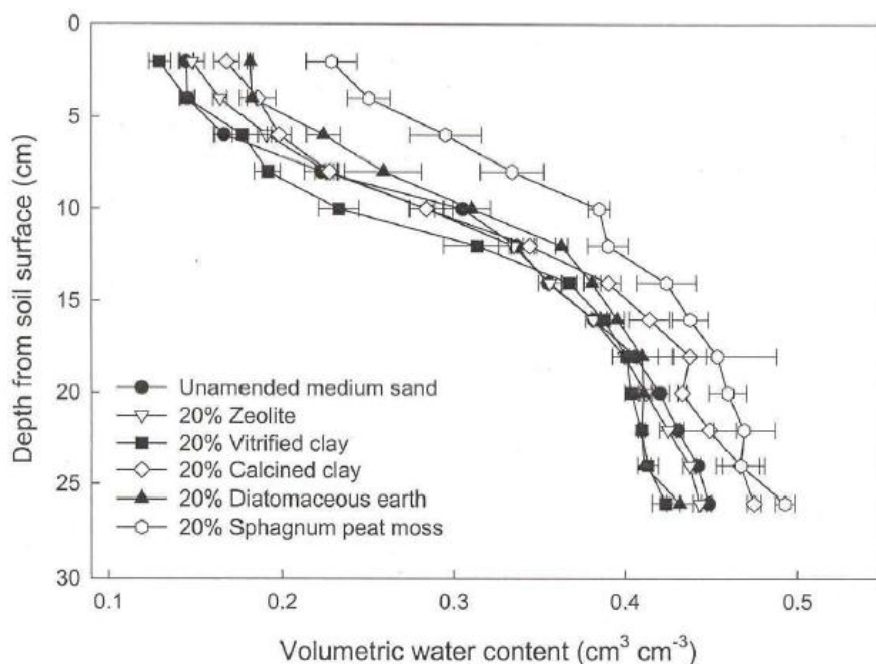 0
5
10
15
20
25
30
Depth from soil surface (cm)
Unamended medium sand
20% Zeolite
20% Vitrified clay
20% Calcined clay
20% Diatomaceous earth
20% Sphagnum peat moss
0.1 0.2 0.3 0.4 0.5
Volumetric water content (cm³ cm⁻³)